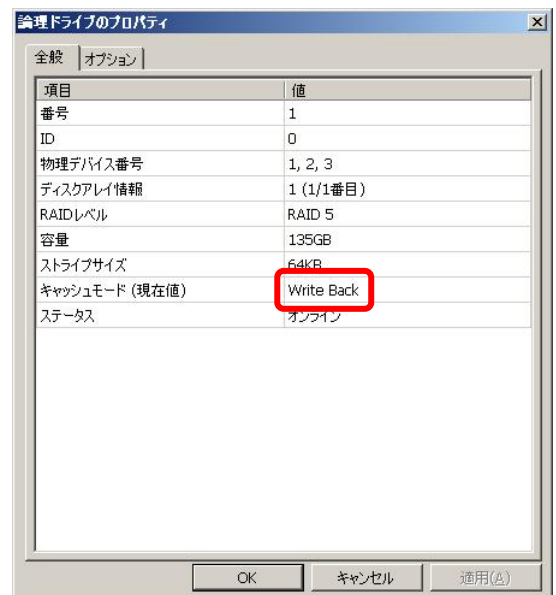 論理ドライブのプロパティ
全般 オプション
項目 値
番号 1
ID 0
物理デバイス番号 1, 2, 3
ディスクアレイ情報 1 (1/1番目)
RAIDレベル RAID 5
容量 135GB
ストライプサイズ 64KB
キャッシュモード (現在値) Write Back
ステータス オンライン
OK キャンセル 適用(A)